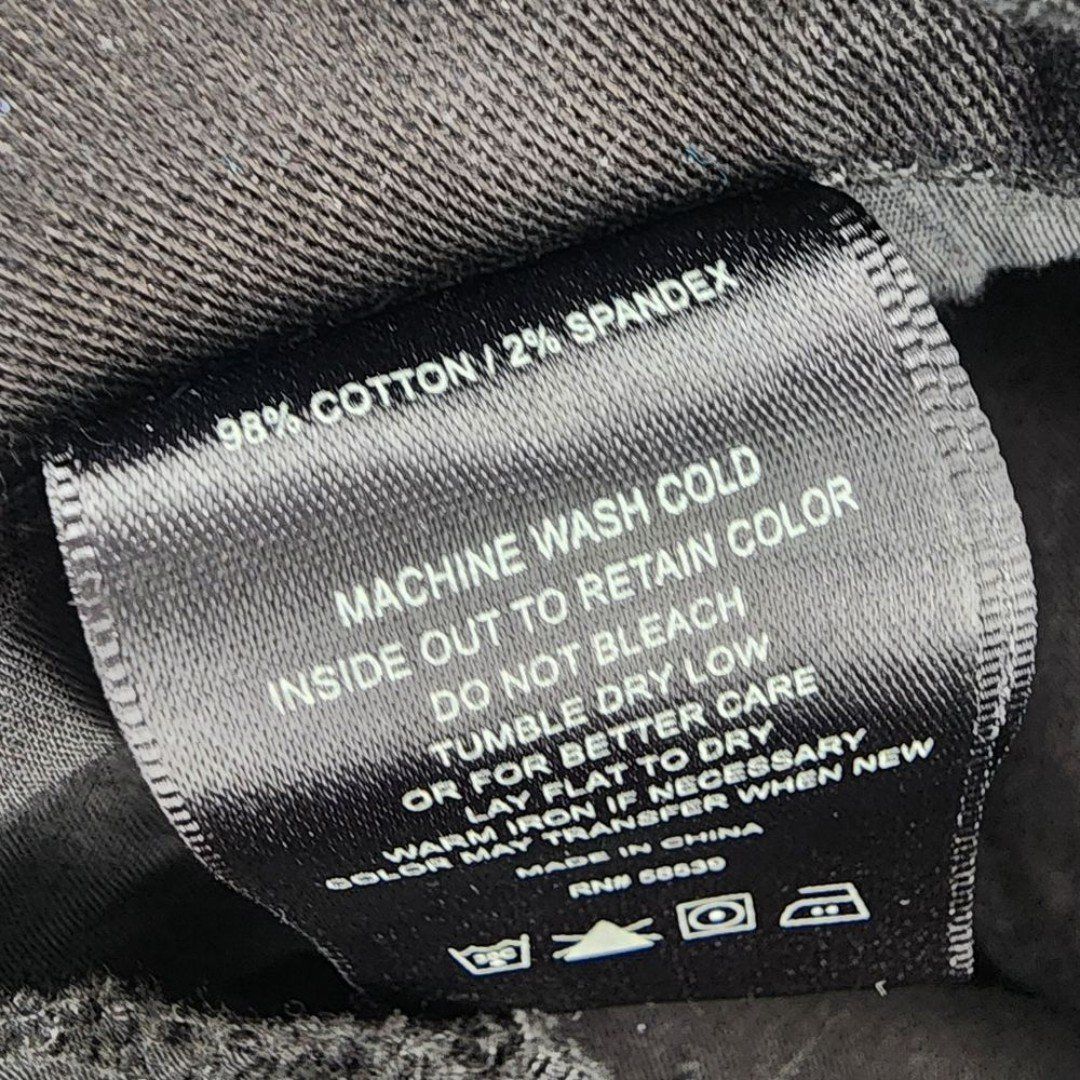 98% COTTON / 2% SPANDEX
MACHINE WASH COLD
INSIDE OUT TO RETAIN COLOR
DO NOT BLEACH
TUMBLE DRY LOW
OR FOR BETTER CARE
LAY FLAT TO DRY
WARM IRON IF NECESSARY
COLOR MAY TRANSFER WHEN NEW
MADE IN CHINA
RN#